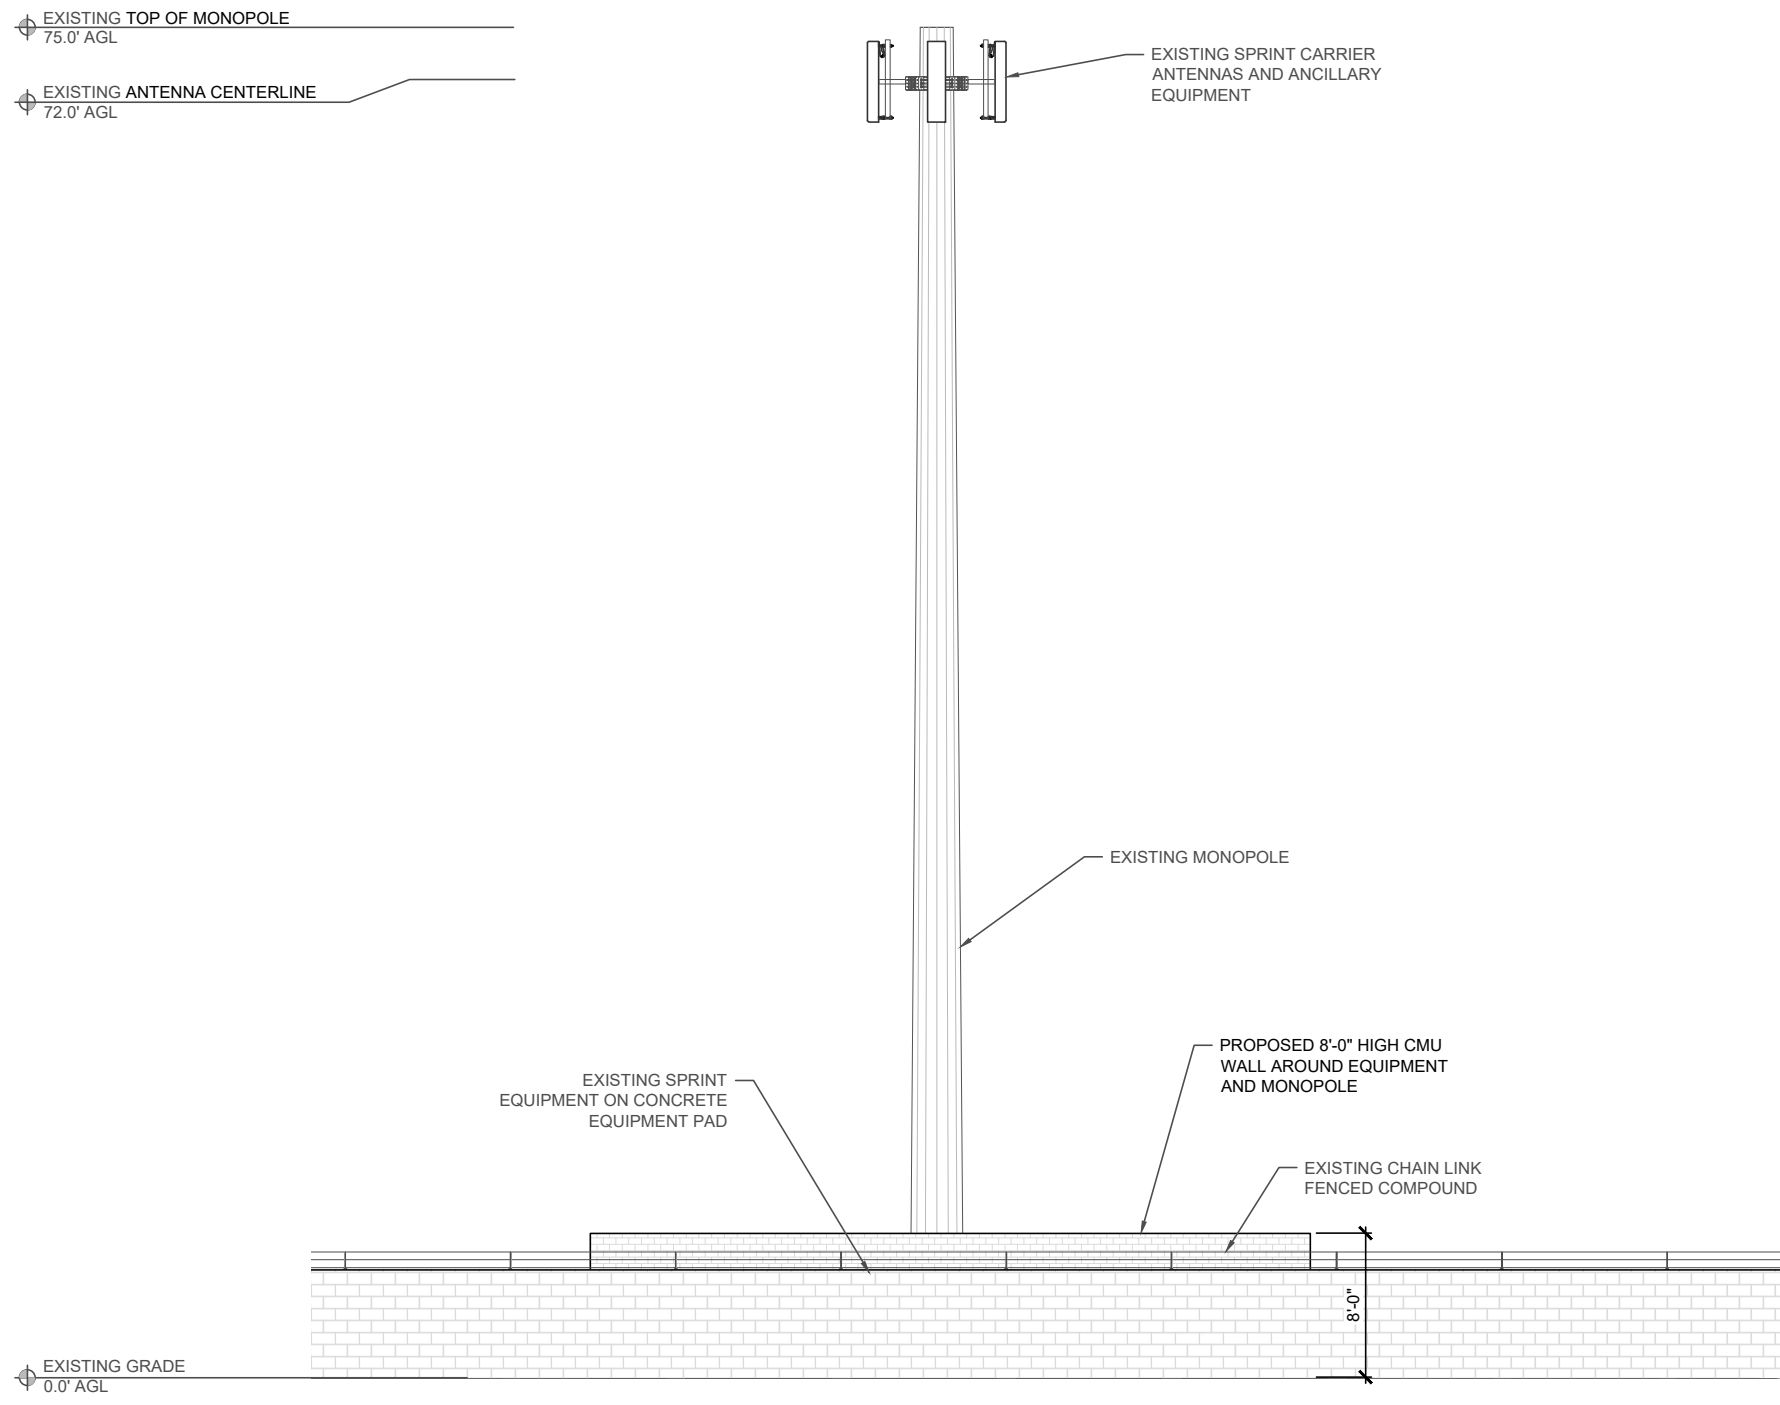 EXISTING TOP OF MONOPOLE
75.0' AGL
EXISTING ANTENNA CENTERLINE
72.0' AGL
EXISTING SPRINT CARRIER
ANTENNAS AND ANCILLARY
EQUIPMENT
EXISTING MONOPOLE
PROPOSED 8'-0" HIGH CMU
WALL AROUND EQUIPMENT
AND MONOPOLE
EXISTING SPRINT
EQUIPMENT ON CONCRETE
EQUIPMENT PAD
EXISTING CHAIN LINK
FENCED COMPOUND
8'-0"
EXISTING GRADE
0.0' AGL